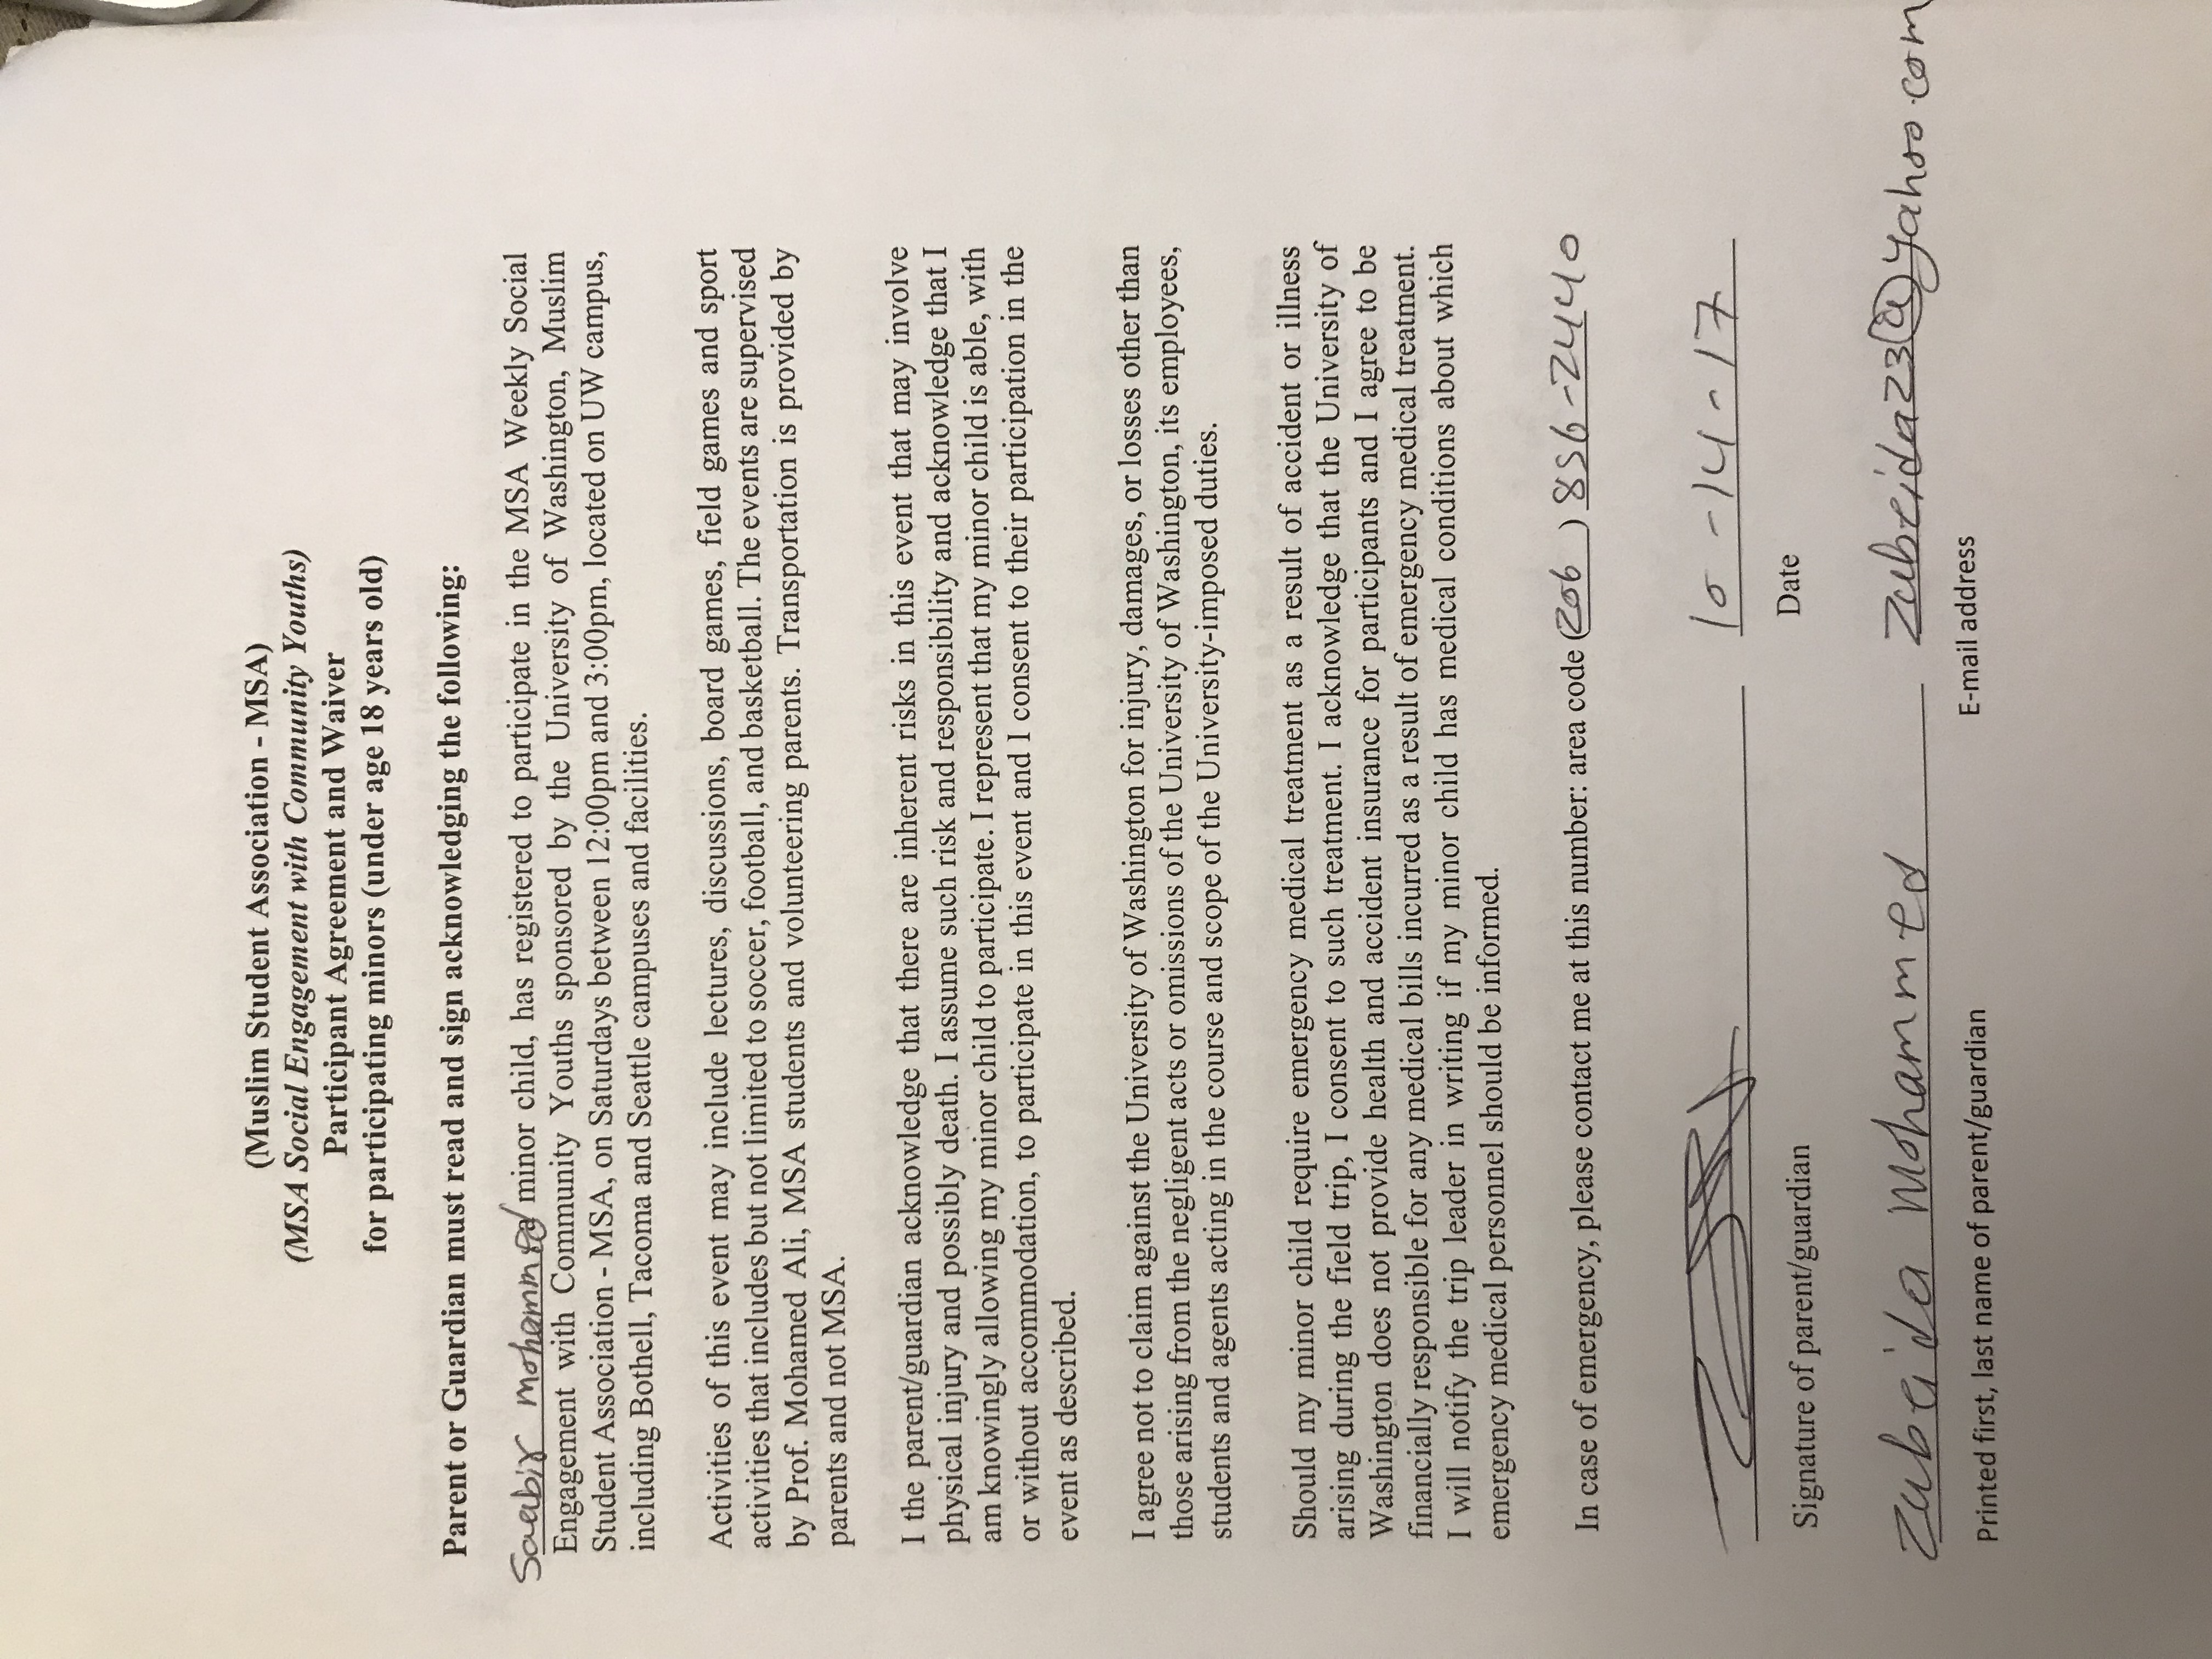 (Muslim Student Association - MSA)
(MSA Social Engagement with Community Youths)
Participant Agreement and Waiver
for participating minors (under age 18 years old)
Parent or Guardian must read and sign acknowledging the following:
Saabir Mohammed minor child, has registered to participate in the MSA Weekly Social
Engagement with Community Youths sponsored by the University of Washington, Muslim
Student Association - MSA, on Saturdays between 12:00pm and 3:00pm, located on UW campus,
including Bothell, Tacoma and Seattle campuses and facilities.
Activities of this event may include lectures, discussions, board games, field games and sport
activities that includes but not limited to soccer, football, and basketball. The events are supervised
by Prof. Mohamed Ali, MSA students and volunteering parents. Transportation is provided by
parents and not MSA.
I the parent/guardian acknowledge that there are inherent risks in this event that may involve
physical injury and possibly death. I assume such risk and responsibility and acknowledge that I
am knowingly allowing my minor child to participate. I represent that my minor child is able, with
or without accommodation, to participate in this event and I consent to their participation in the
event as described.
I agree not to claim against the University of Washington for injury, damages, or losses other than
those arising from the negligent acts or omissions of the University of Washington, its employees,
students and agents acting in the course and scope of the University-imposed duties.
Should my minor child require emergency medical treatment as a result of accident or illness
arising during the field trip, I consent to such treatment. I acknowledge that the University of
Washington does not provide health and accident insurance for participants and I agree to be
financially responsible for any medical bills incurred as a result of emergency medical treatment.
I will notify the trip leader in writing if my minor child has medical conditions about which
emergency medical personnel should be informed.
In case of emergency, please contact me at this number: area code (206 ) 856-2440
10-14-17
Signature of parent/guardian Date
Zubeida Mohammed zubeida23@yahoo.com
Printed first, last name of parent/guardian E-mail address